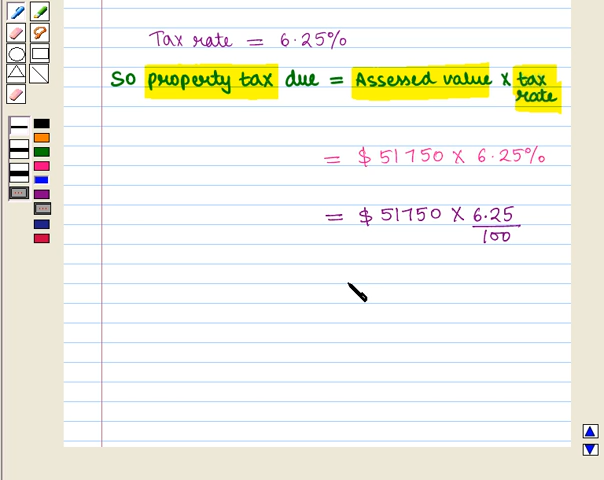 Tax rate = 6.25%
So property tax due = Assessed value x tax
rate
= $ 51750 x 6.25%
= $ 51750 x 6.25
100